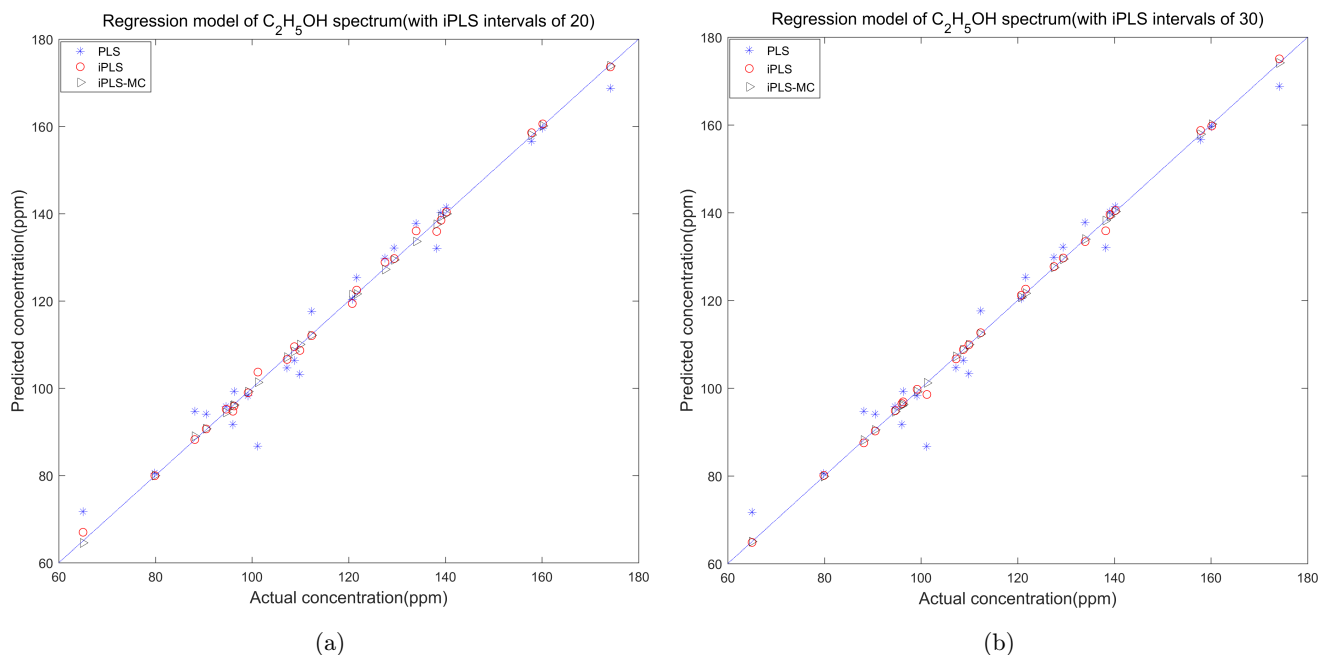 Regression model of C₂H₅OH spectrum(with iPLS intervals of 20)
180
160
140
120
100
80
60
Predicted concentration(ppm)
PLS
iPLS
iPLS-MC
60 80 100 120 140 160 180
Actual concentration(ppm)
(a)
Regression model of C₂H₅OH spectrum(with iPLS intervals of 30)
180
160
140
120
100
80
60
Predicted concentration(ppm)
PLS
iPLS
iPLS-MC
60 80 100 120 140 160 180
Actual concentration(ppm)
(b)